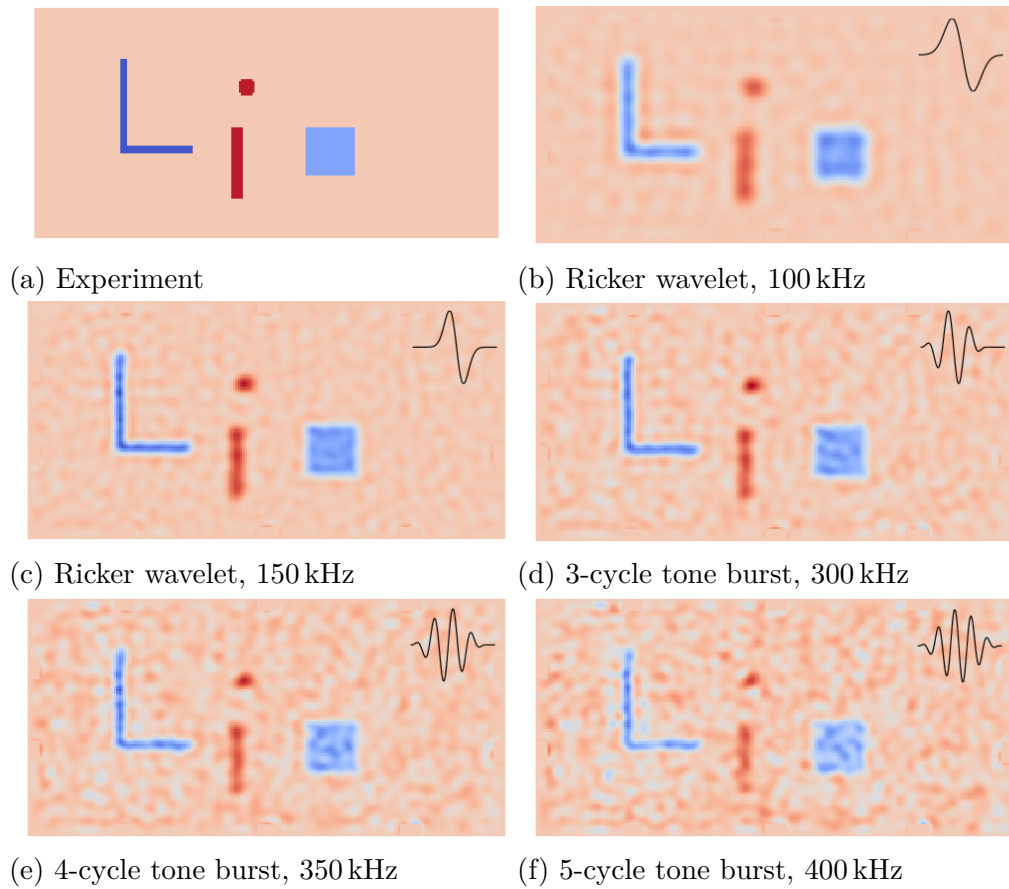 (a) Experiment
(b) Ricker wavelet, 100 kHz
(c) Ricker wavelet, 150 kHz
(d) 3-cycle tone burst, 300 kHz
(e) 4-cycle tone burst, 350 kHz
(f) 5-cycle tone burst, 400 kHz